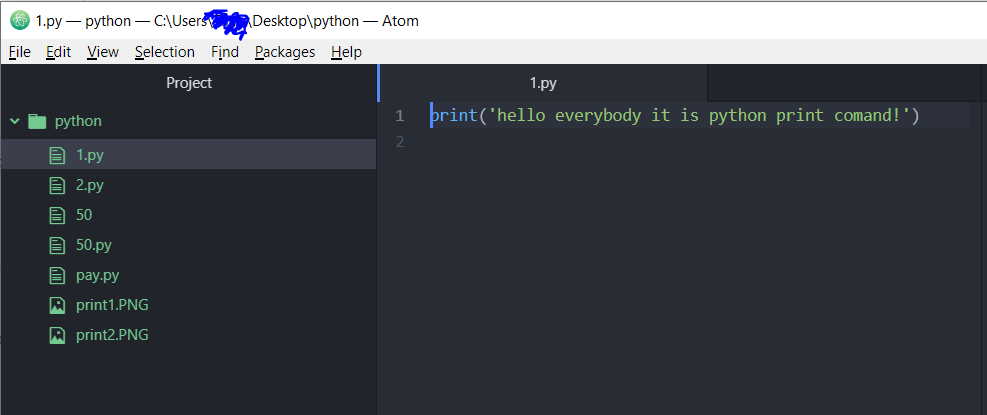 1.py — python — C:\Users\ \Desktop\python — Atom
File Edit View Selection Find Packages Help
Project
python
1.py
2.py
50
50.py
pay.py
print1.PNG
print2.PNG
1.py
1 print('hello everybody it is python print comand!')
2